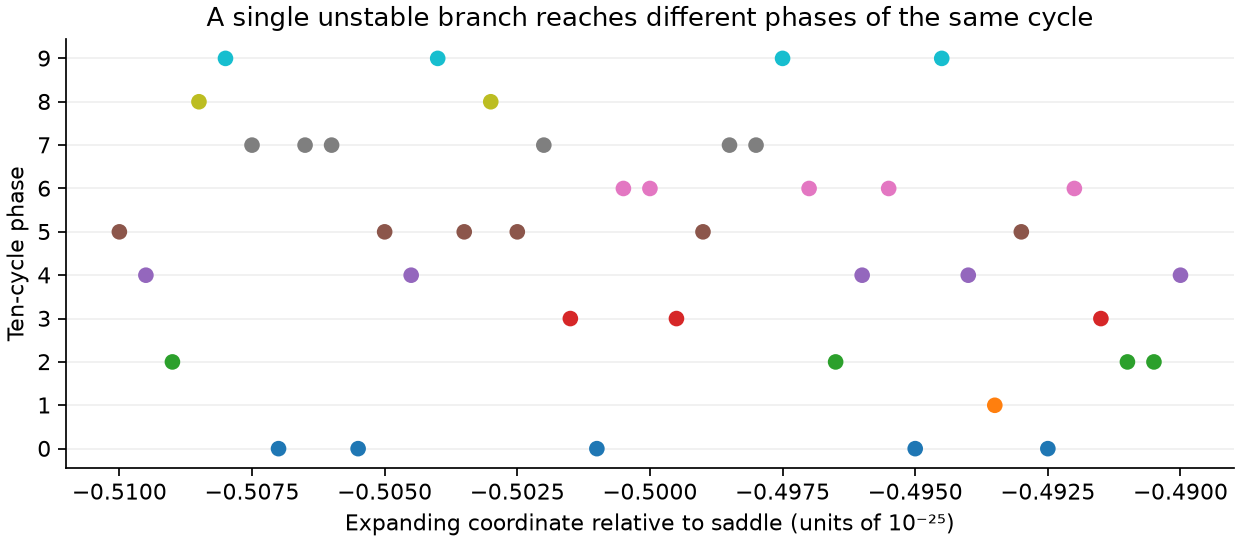 A single unstable branch reaches different phases of the same cycle
9
8
7
6
5
4
3
2
1
0
Ten-cycle phase
−0.5100 −0.5075 −0.5050 −0.5025 −0.5000 −0.4975 −0.4950 −0.4925 −0.4900
Expanding coordinate relative to saddle (units of 10⁻²⁵)